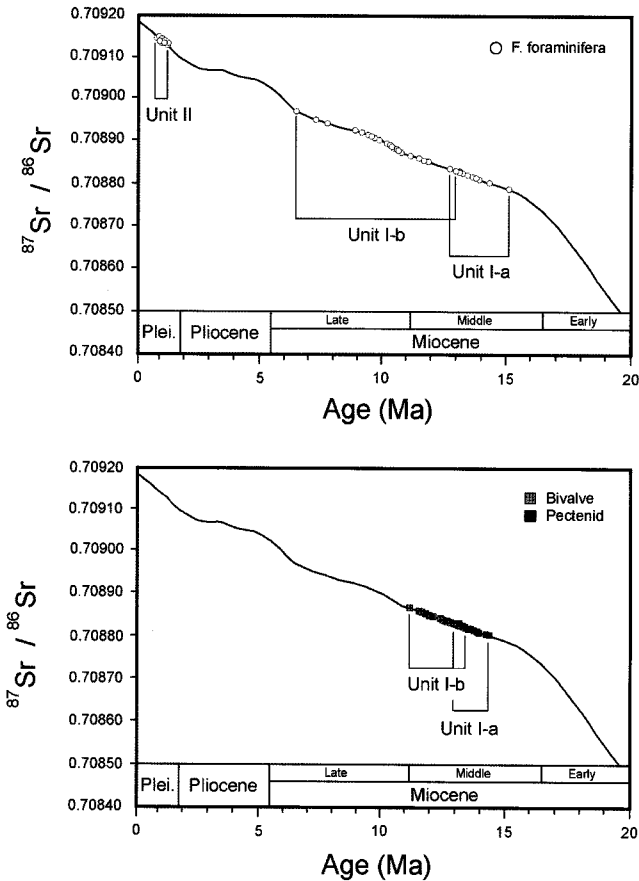 0.70920
0.70910
0.70900
0.70890
0.70880
0.70870
0.70860
0.70850
0.70840
87Sr / 86Sr
F. foraminifera
Unit II
Unit I-b
Unit I-a
Late
Middle
Early
Plei.
Pliocene
Miocene
0
5
10
15
20
Age (Ma)
0.70920
0.70910
0.70900
0.70890
0.70880
0.70870
0.70860
0.70850
0.70840
87Sr / 86Sr
Bivalve
Pectenid
Unit I-b
Unit I-a
Late
Middle
Early
Plei.
Pliocene
Miocene
0
5
10
15
20
Age (Ma)